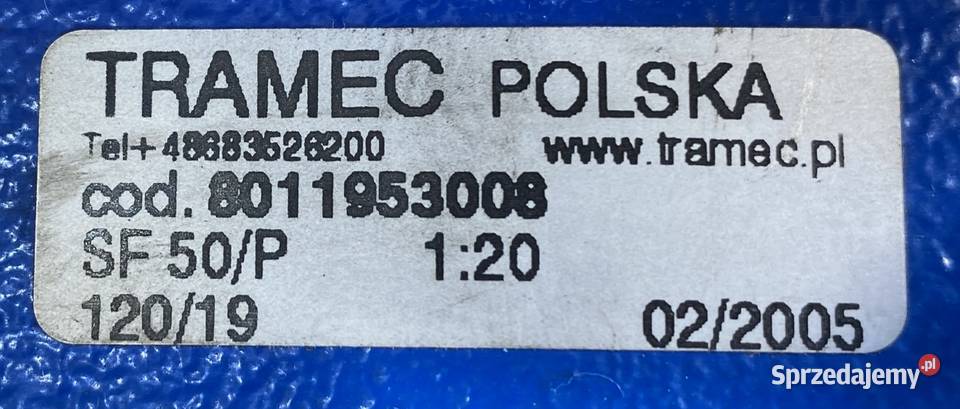 TRAMEC POLSKA
Tel+48683526200 www.tramec.pl
cod. 8011953008
SF 50/P 1:20
120/19 02/2005
Sprzedajemy.pl